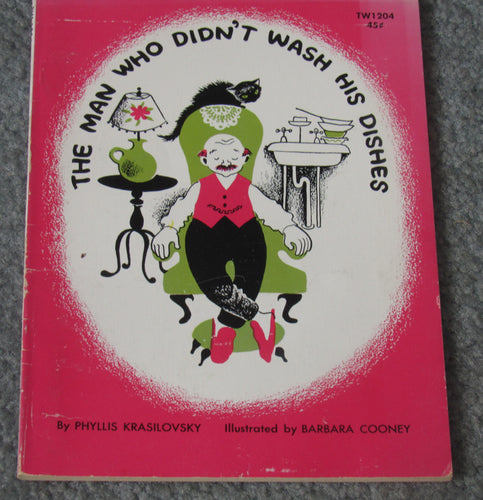 TW1204
45¢
THE MAN WHO DIDN'T WASH HIS DISHES
By PHYLLIS KRASILOVSKY Illustrated by BARBARA COONEY